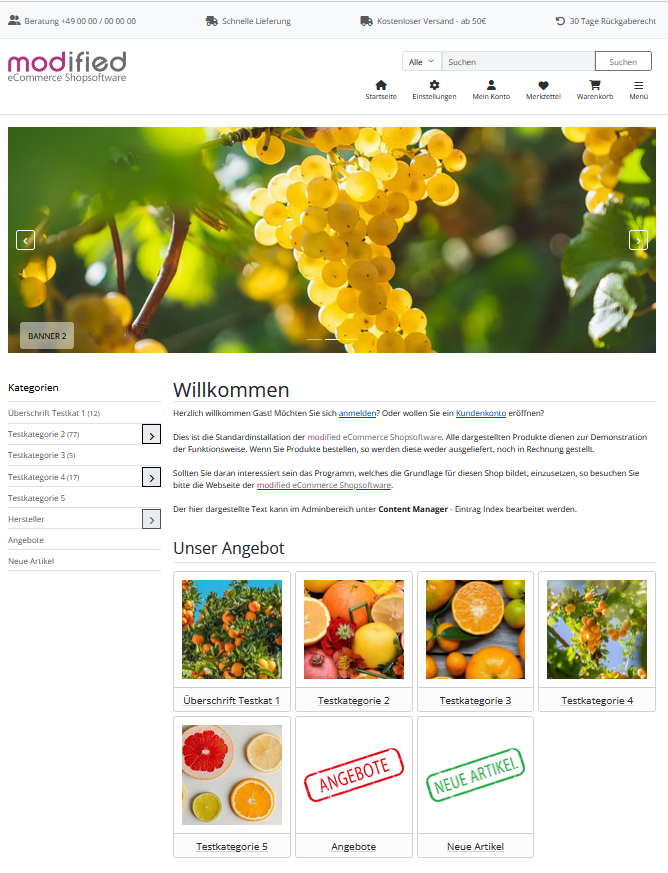 Beratung +49 00 00 / 00 00 00
Schnelle Lieferung
Kostenloser Versand - ab 50€
30 Tage Rückgaberecht
modified
eCommerce Shopsoftware
Alle
Suchen
Suchen
Startseite
Einstellungen
Mein Konto
Merkzettel
Warenkorb
Menü
BANNER 2
Kategorien
Überschrift Testkat 1 (12)
Testkategorie 2 (77)
Testkategorie 3 (5)
Testkategorie 4 (17)
Testkategorie 5
Hersteller
Angebote
Neue Artikel
Willkommen
Herzlich willkommen Gast! Möchten Sie sich anmelden? Oder wollen Sie ein Kundenkonto eröffnen?
Dies ist die Standardinstallation der modified eCommerce Shopsoftware. Alle dargestellten Produkte dienen zur Demonstration
der Funktionsweise. Wenn Sie Produkte bestellen, so werden diese weder ausgeliefert, noch in Rechnung gestellt.
Sollten Sie daran interessiert sein das Programm, welches die Grundlage für diesen Shop bildet, einzusetzen, so besuchen Sie
bitte die Webseite der modified eCommerce Shopsoftware.
Der hier dargestellte Text kann im Adminbereich unter Content Manager - Eintrag Index bearbeitet werden.
Unser Angebot
Überschrift Testkat 1
Testkategorie 2
Testkategorie 3
Testkategorie 4
ANGEBOTE
NEUE ARTIKEL
Testkategorie 5
Angebote
Neue Artikel